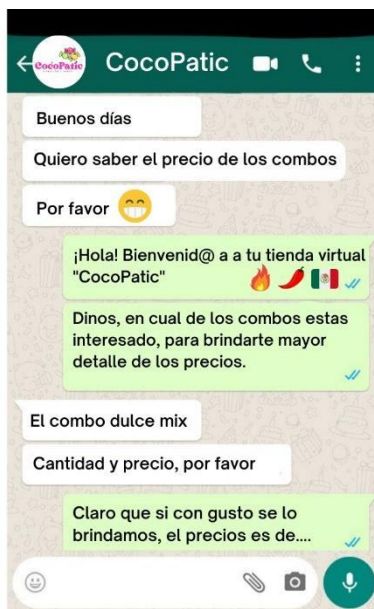 CocoPatic
CocoPatic
Buenos días
Quiero saber el precio de los combos
Por favor
¡Hola! Bienvenid@ a a tu tienda virtual
"CocoPatic"
Dinos, en cual de los combos estas
interesado, para brindarte mayor
detalle de los precios.
El combo dulce mix
Cantidad y precio, por favor
Claro que si con gusto se lo
brindamos, el precios es de....